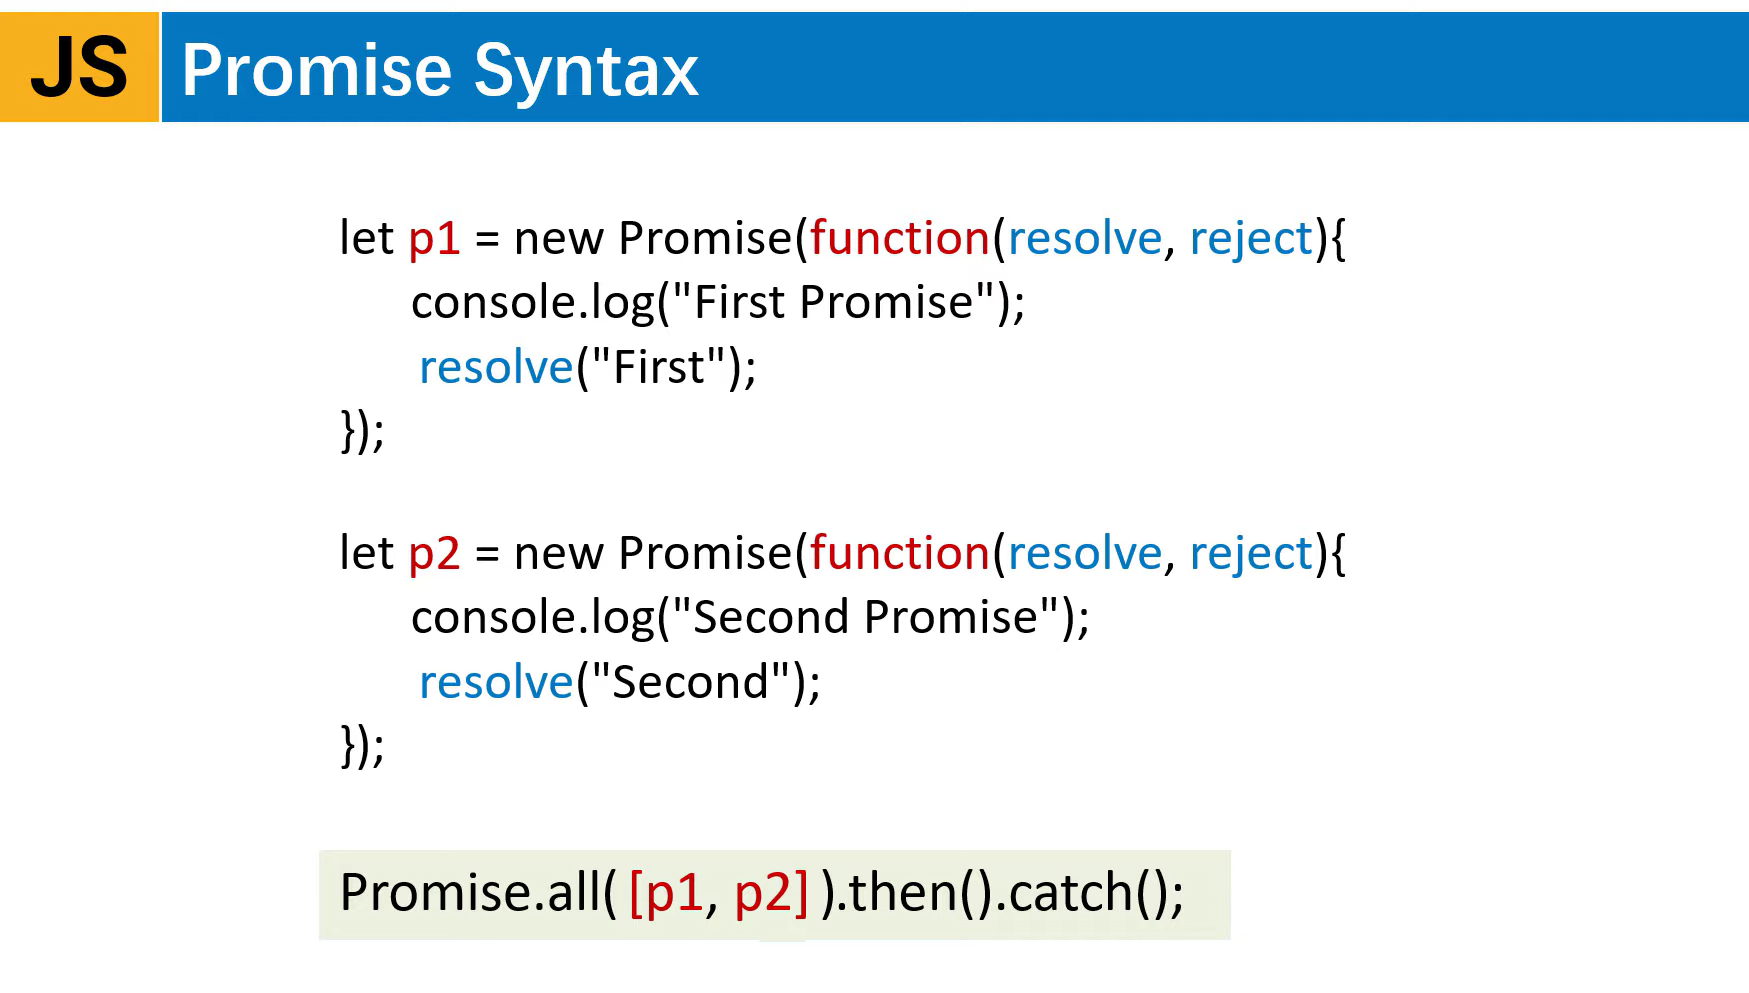 JS Promise Syntax
let p1 = new Promise(function(resolve, reject){
console.log("First Promise");
resolve("First");
});
let p2 = new Promise(function(resolve, reject){
console.log("Second Promise");
resolve("Second");
});
Promise.all( [p1, p2] ).then().catch();